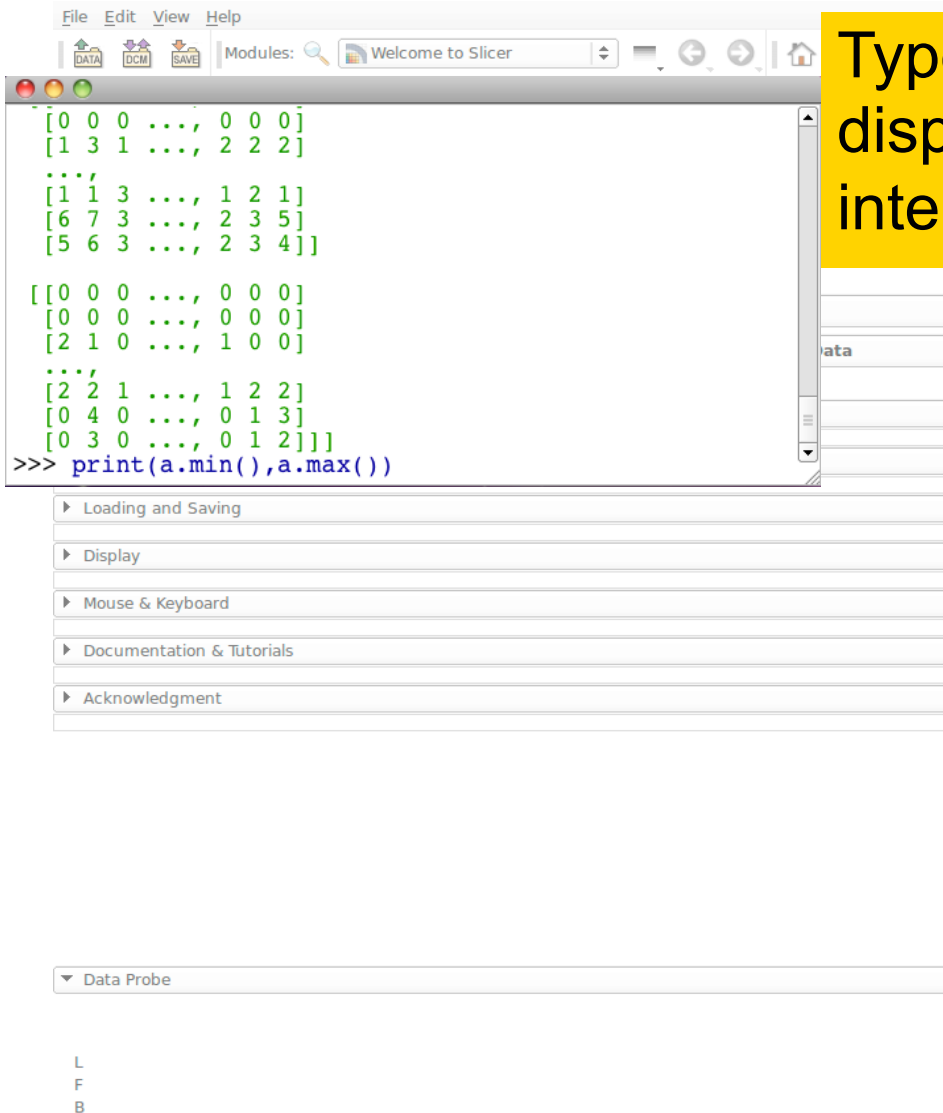 File Edit View Help
DATA DCM SAVE Modules: Welcome to Slicer
[0 0 0 ..., 0 0 0]
[1 3 1 ..., 2 2 2]
...,
[1 1 3 ..., 1 2 1]
[6 7 3 ..., 2 3 5]
[5 6 3 ..., 2 3 4]]
[[0 0 0 ..., 0 0 0]
[0 0 0 ..., 0 0 0]
[2 1 0 ..., 1 0 0]
...,
[2 2 1 ..., 1 2 2]
[0 4 0 ..., 0 1 3]
[0 3 0 ..., 0 1 2]]]
>>> print(a.min(),a.max())
Loading and Saving
Display
Mouse & Keyboard
Documentation & Tutorials
Acknowledgment
Data Probe
L
F
B